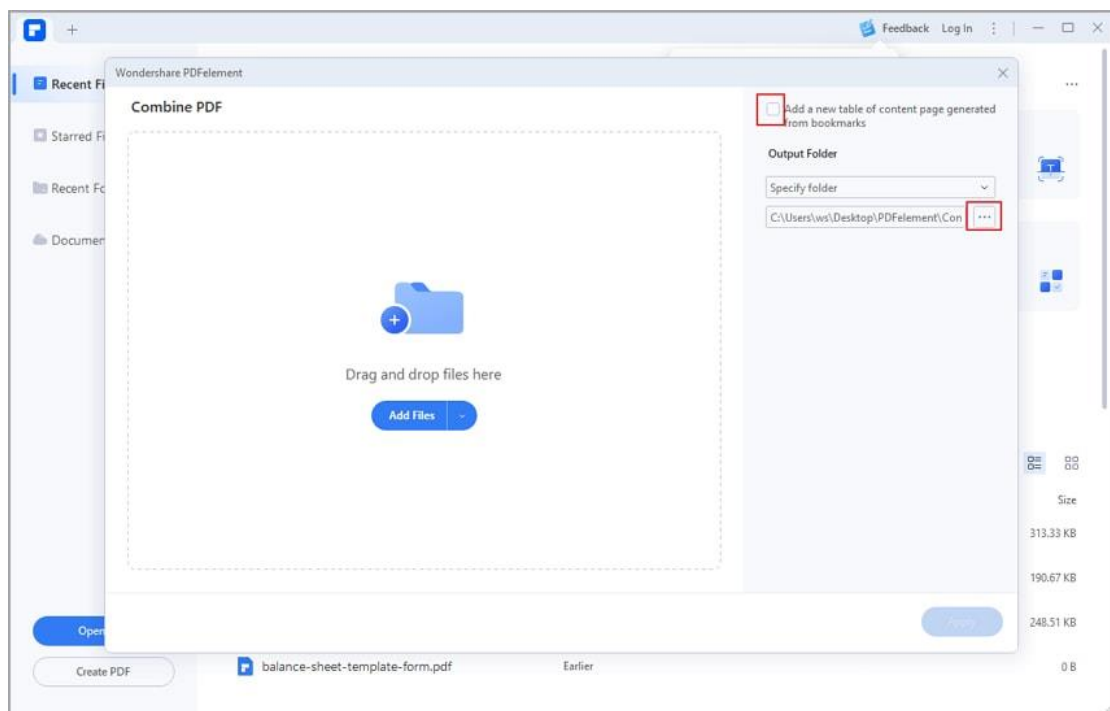 Feedback Log In
Wondershare PDFelement
Recent Fi
Combine PDF
Add a new table of content page generated
from bookmarks
Starred Fi
Output Folder
Recent Fo
Specify folder
C:\Users\ws\Desktop\PDFelement\Con
Documen
Drag and drop files here
Add Files
Size
313.33 KB
190.67 KB
Apply
248.51 KB
Open
balance-sheet-template-form.pdf Earlier 0 B
Create PDF